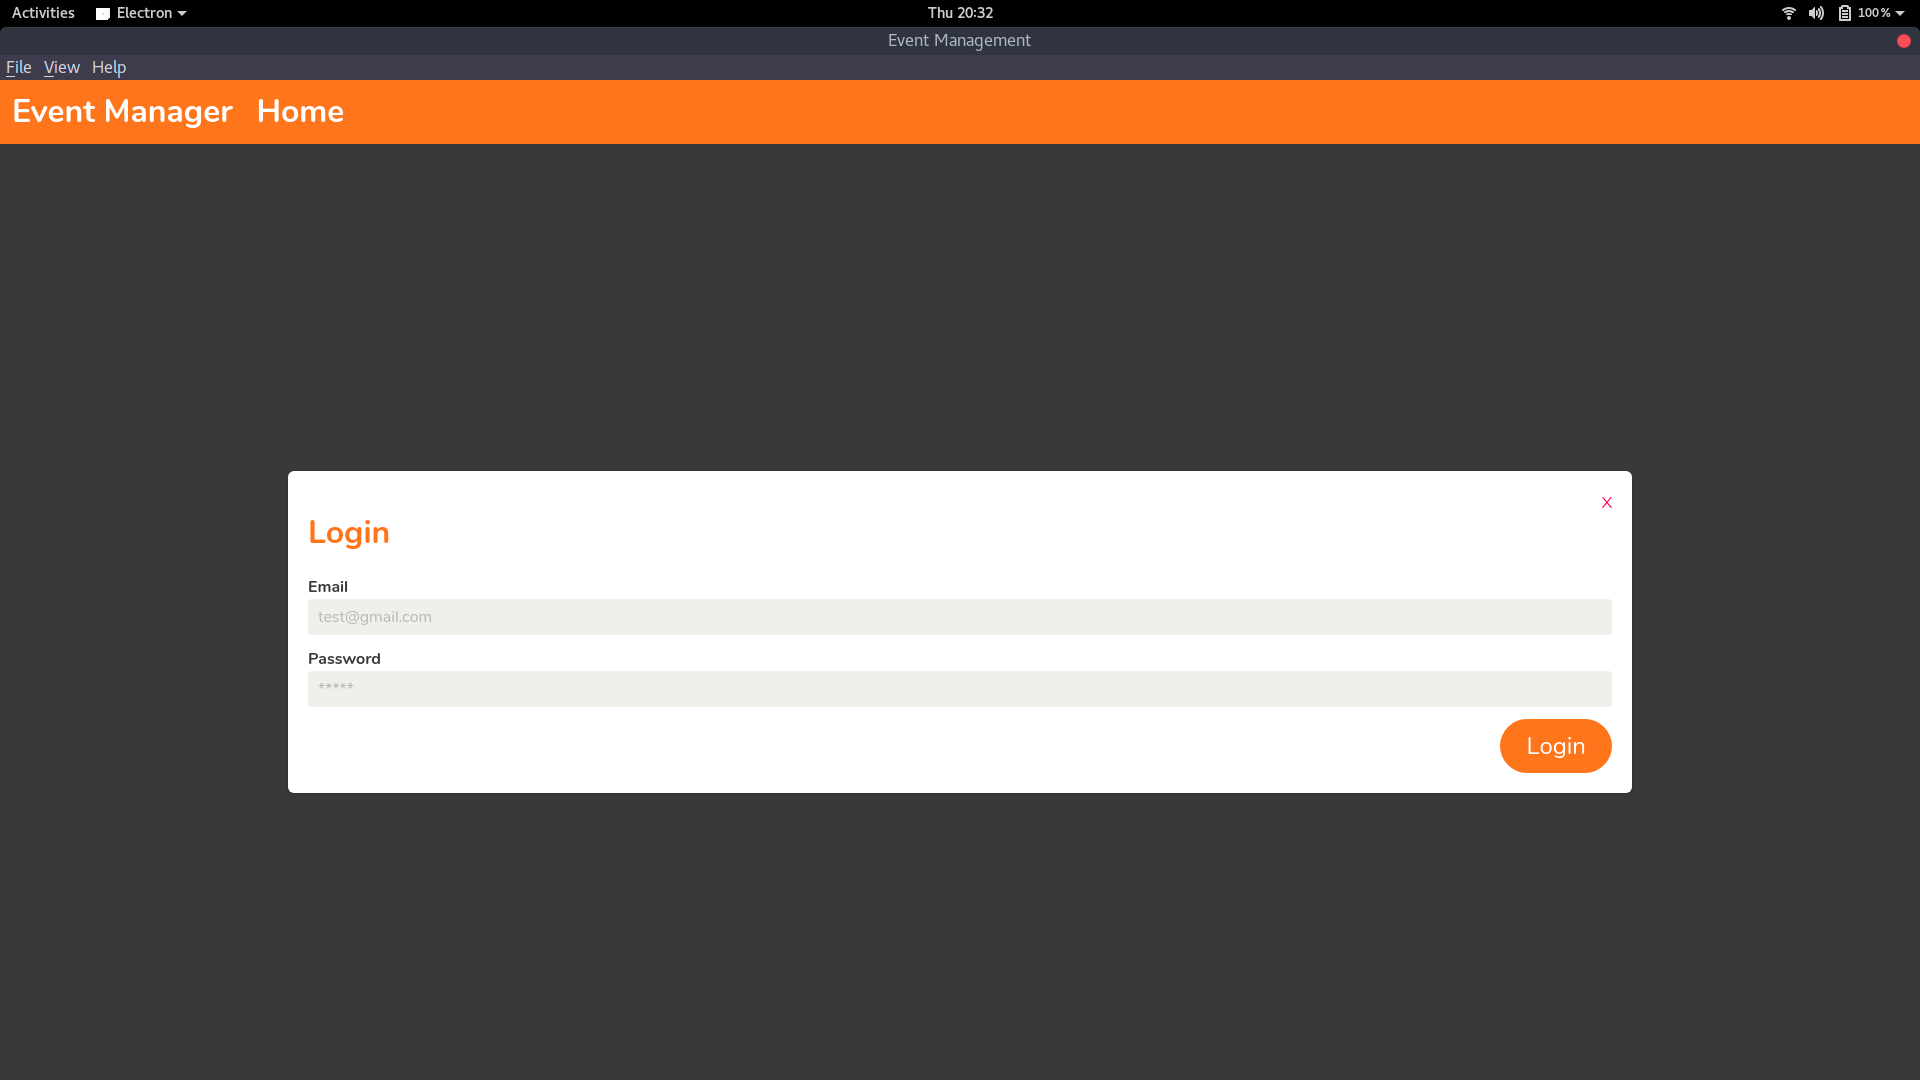 Activities Electron Thu 20:32 100%
Event Management
File View Help
Event Manager Home
X
Login
Email
test@gmail.com
Password
*****
Login